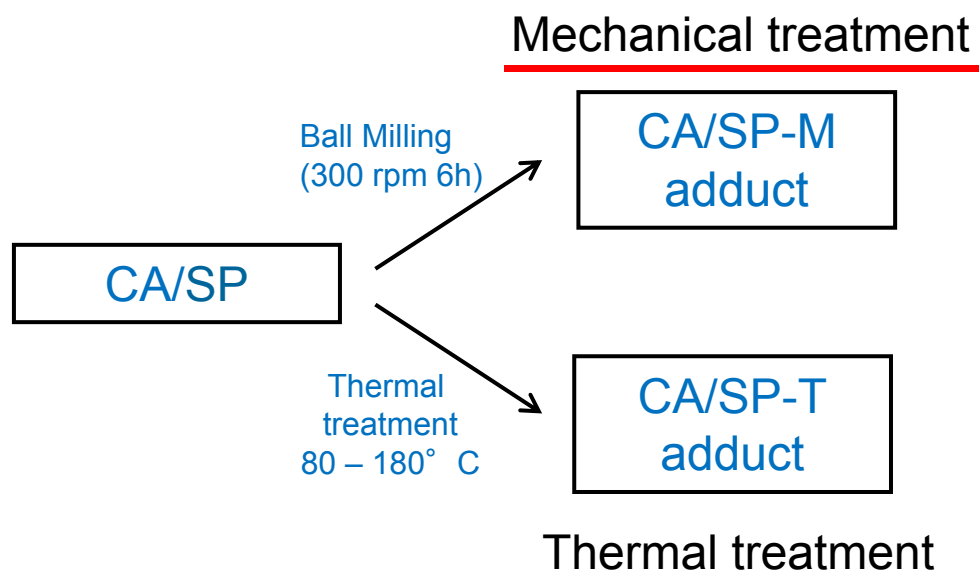 Mechanical treatment
Ball Milling
(300 rpm 6h)
CA/SP-M
adduct
CA/SP
Thermal
treatment
80 – 180° C
CA/SP-T
adduct
Thermal treatment